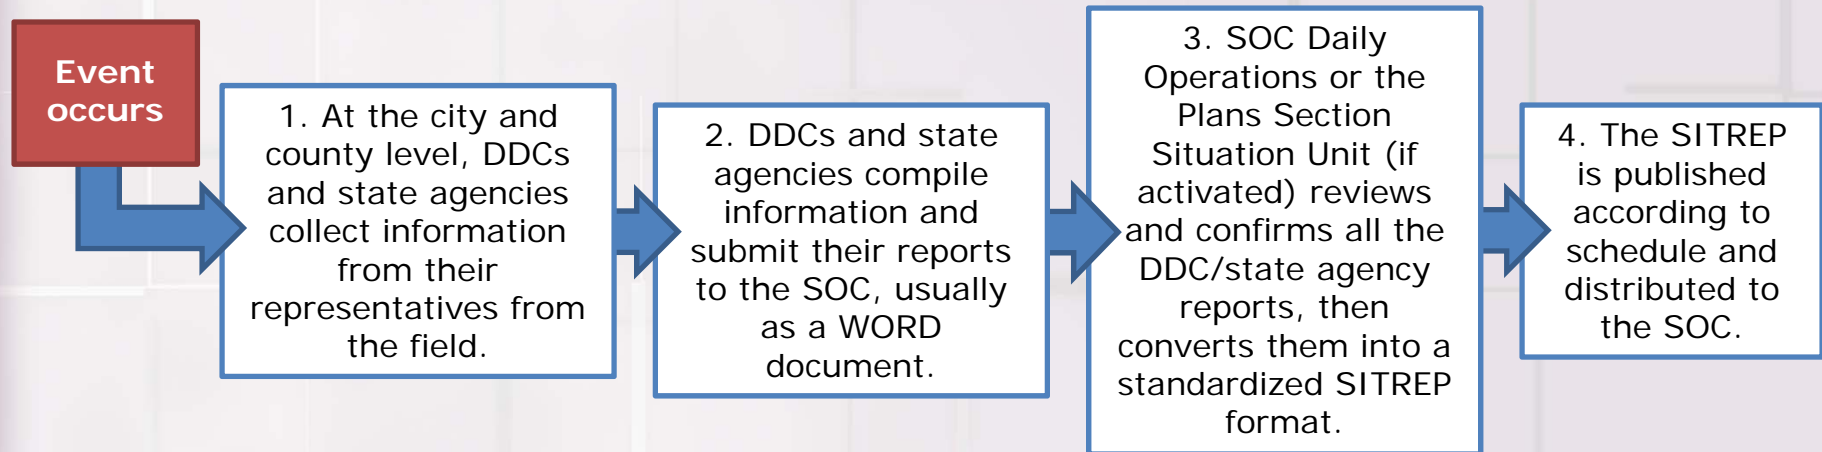 Event
occurs
1. At the city and
county level, DDCs
and state agencies
collect information
from their
representatives from
the field.
2. DDCs and state
agencies compile
information and
submit their reports
to the SOC, usually
as a WORD
document.
3. SOC Daily
Operations or the
Plans Section
Situation Unit (if
activated) reviews
and confirms all the
DDC/state agency
reports, then
converts them into a
standardized SITREP
format.
4. The SITREP
is published
according to
schedule and
distributed to
the SOC.